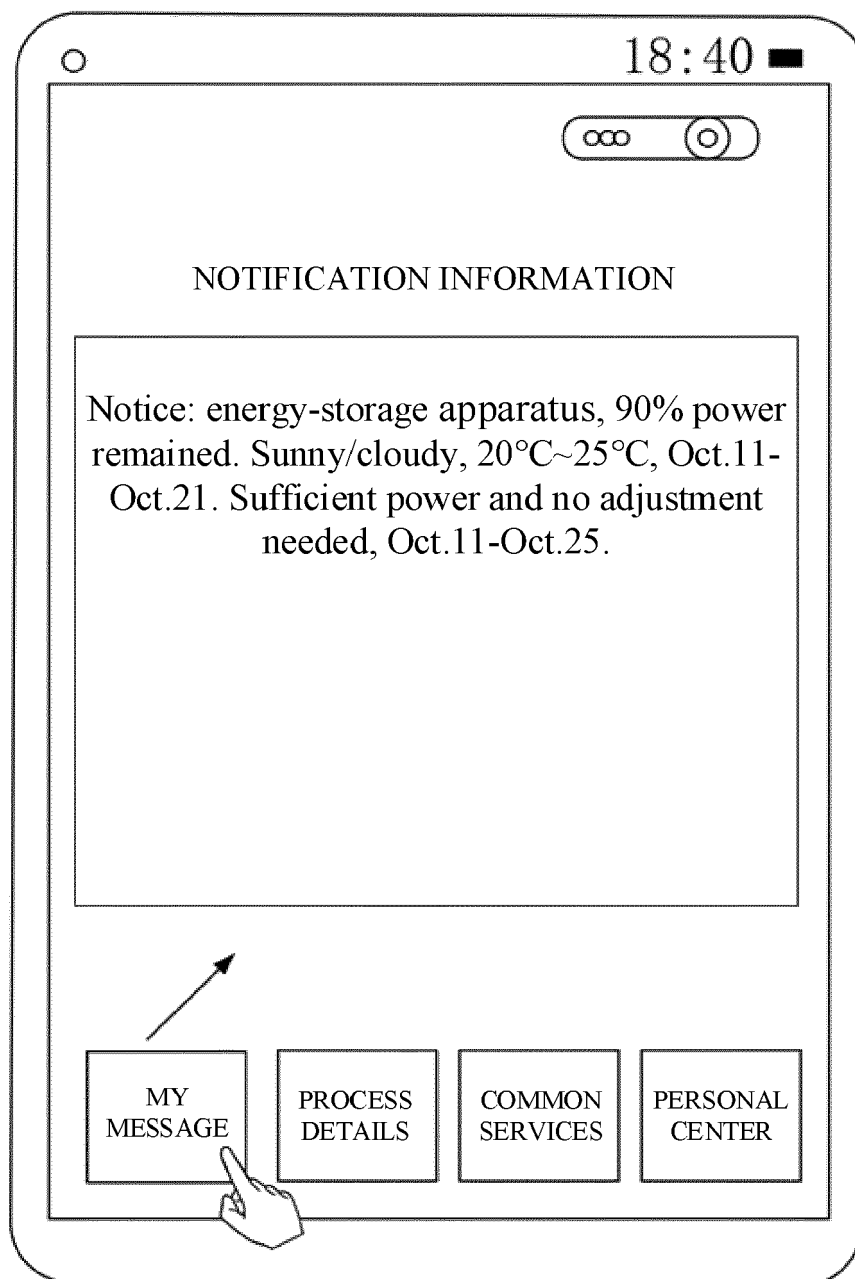 18:40
NOTIFICATION INFORMATION
Notice: energy-storage apparatus, 90% power
remained. Sunny/cloudy, 20°C~25°C, Oct.11-
Oct.21. Sufficient power and no adjustment
needed, Oct.11-Oct.25.
MY
MESSAGE
PROCESS
DETAILS
COMMON
SERVICES
PERSONAL
CENTER